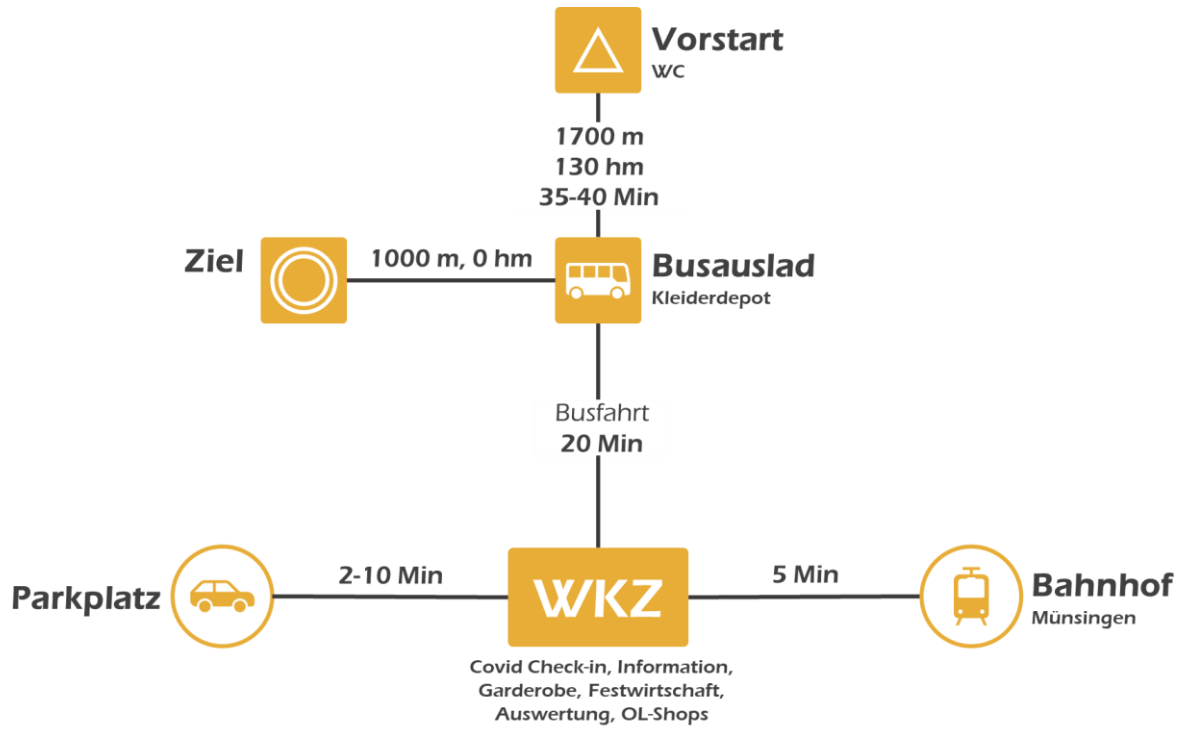 Vorstart
WC
1700 m
130 hm
35-40 Min
Ziel
1000 m, 0 hm
Busauslad
Kleiderdepot
Busfahrt
20 Min
Parkplatz
2-10 Min
WKZ
5 Min
Bahnhof
Münsingen
Covid Check-in, Information,
Garderobe, Festwirtschaft,
Auswertung, OL-Shops